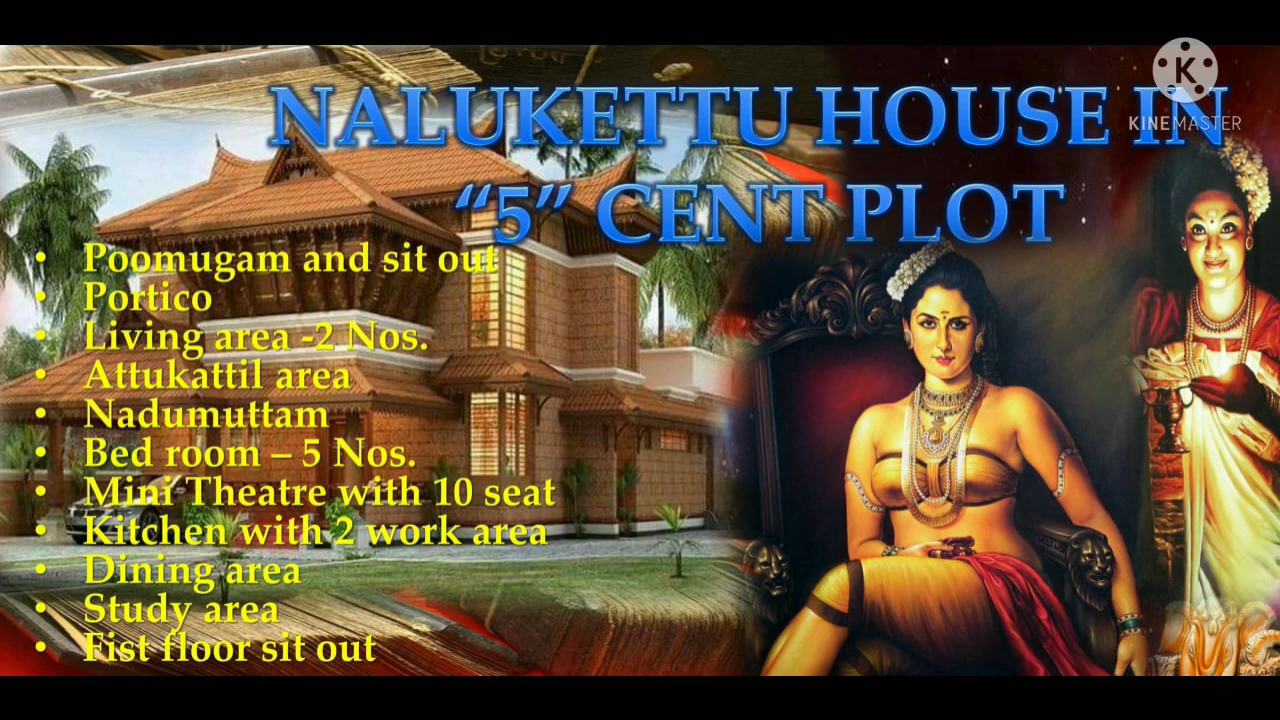 K
KINEMASTER
NALUKETTU HOUSE IN
“5” CENT PLOT
• Poomugam and sit out
• Portico
• Living area -2 Nos.
• Attukattil area
• Nadumuttam
• Bed room – 5 Nos.
• Mini Theatre with 10 seat
• Kitchen with 2 work area
• Dining area
• Study area
• Fist floor sit out